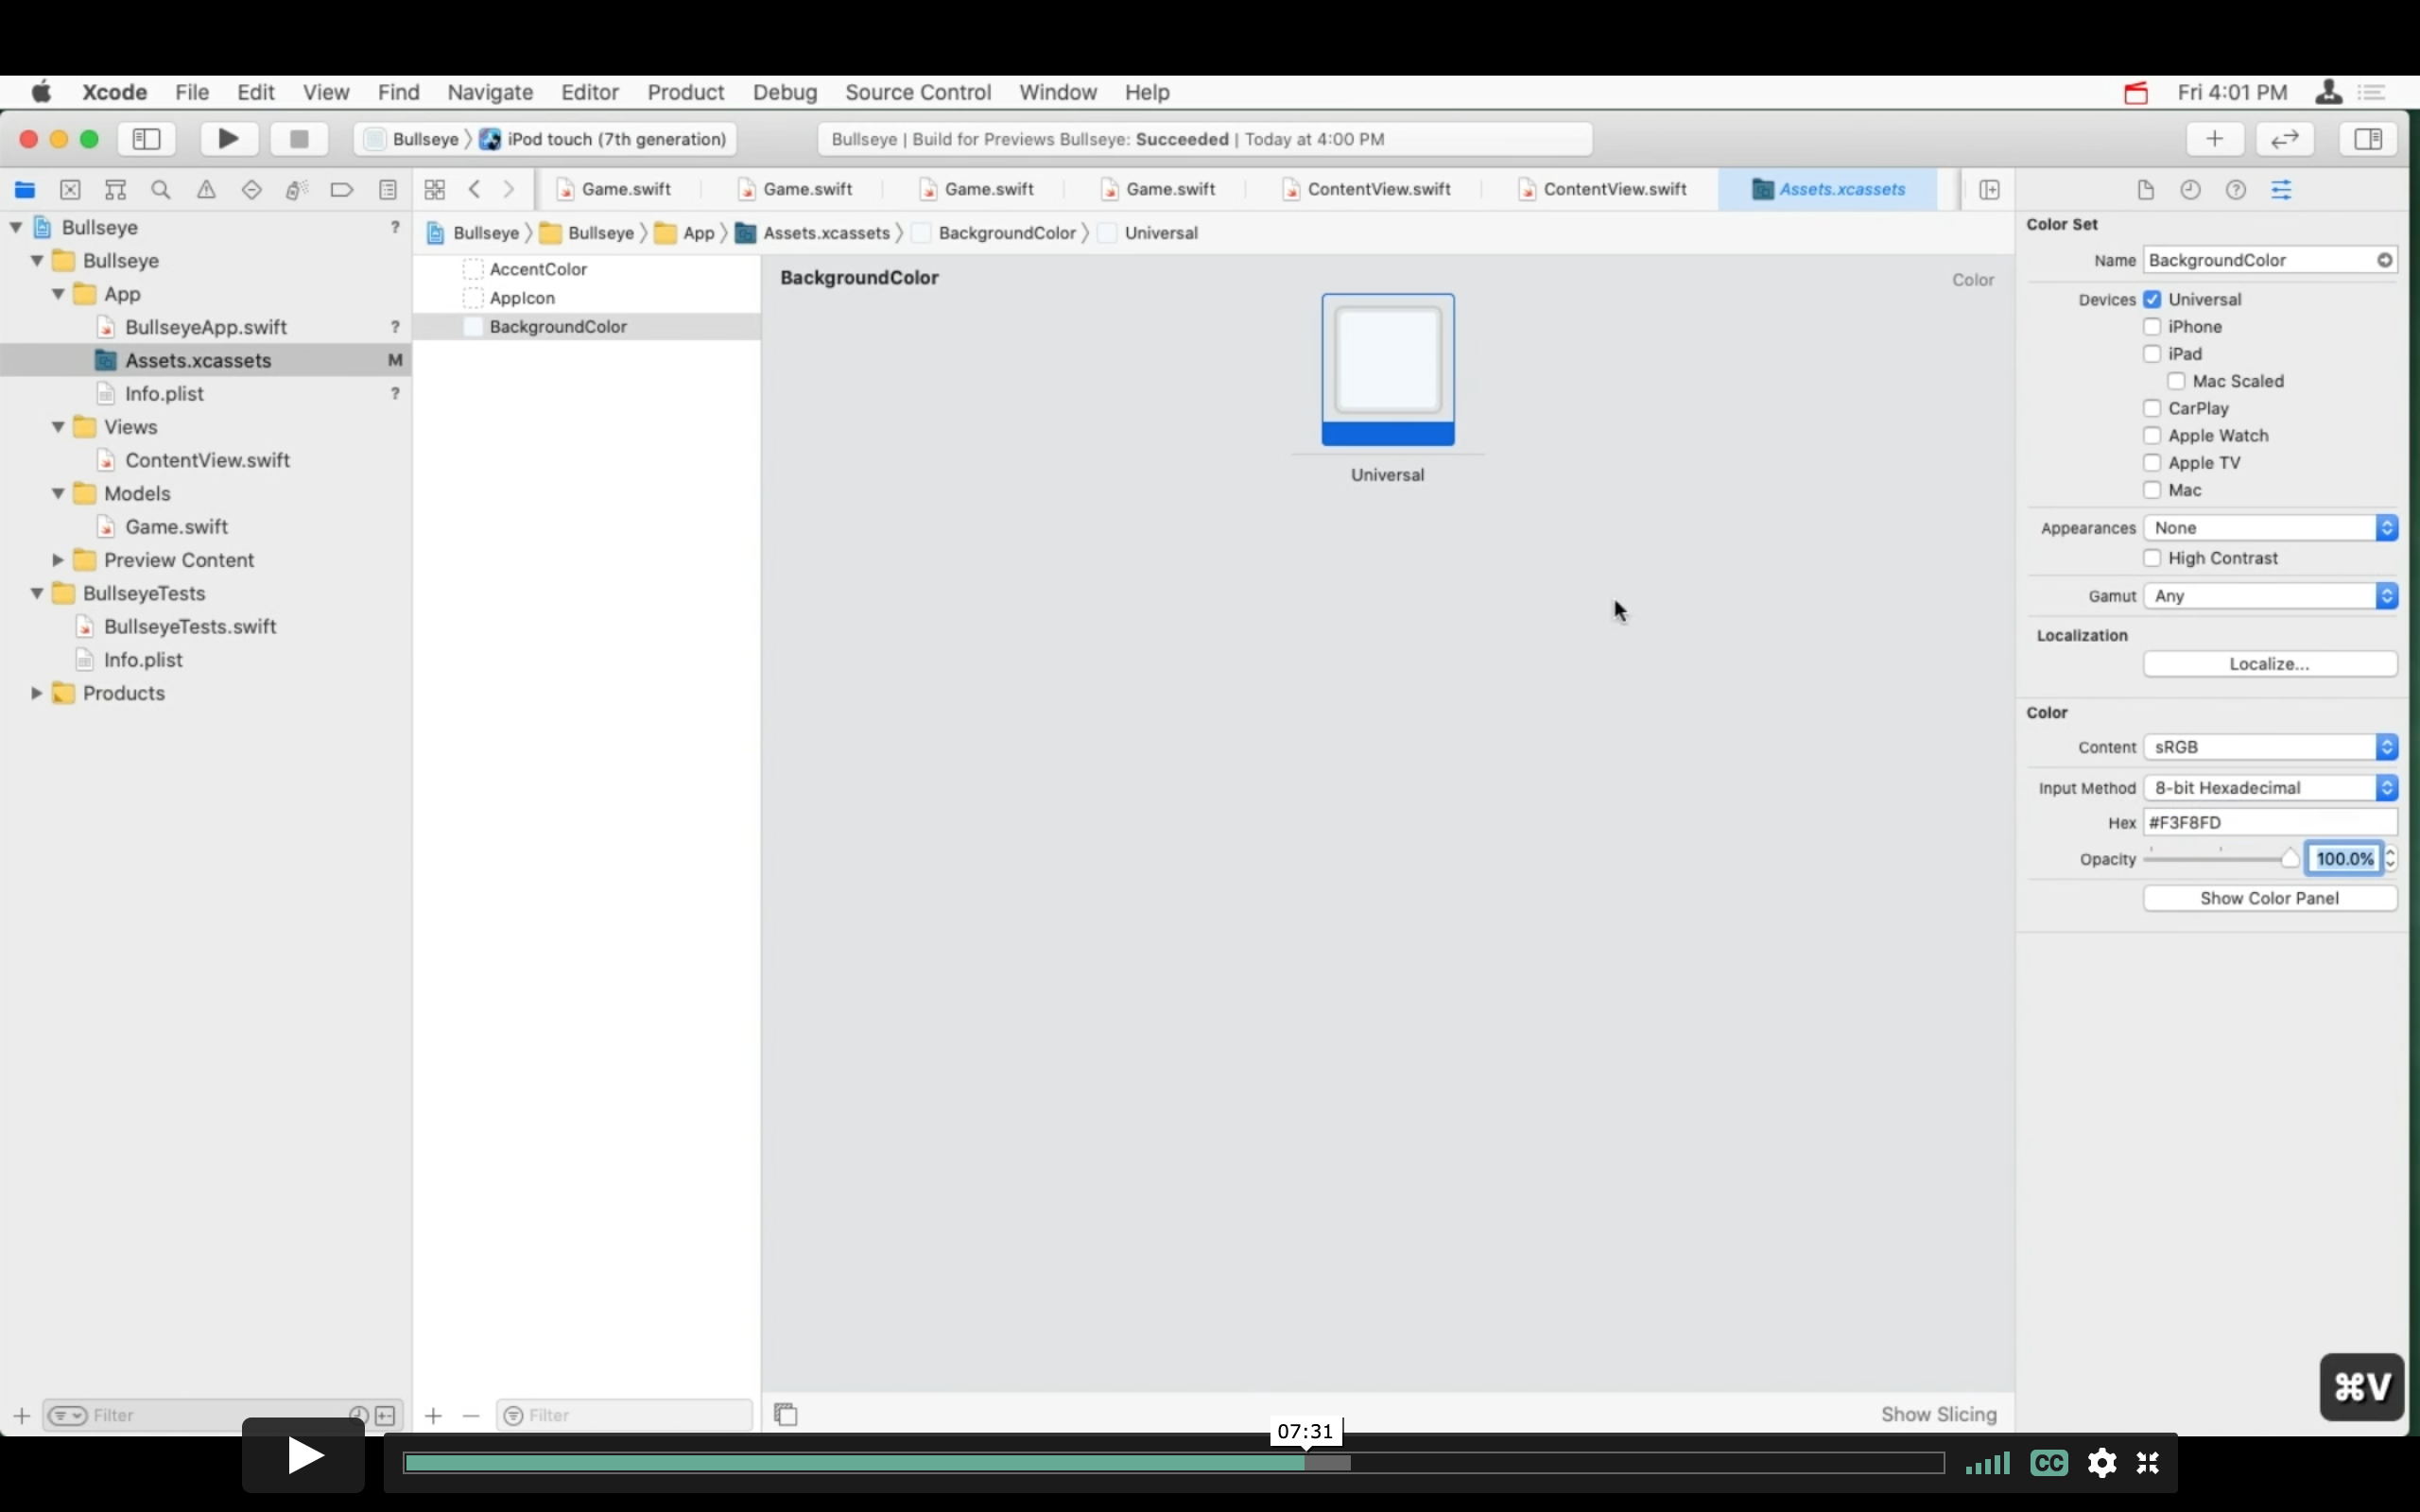 Xcode File Edit View Find Navigate Editor Product Debug Source Control Window Help Fri 4:01 PM
Bullseye 〉 iPod touch (7th generation) Bullseye | Build for Previews Bullseye: Succeeded | Today at 4:00 PM
Game.swift Game.swift Game.swift Game.swift ContentView.swift ContentView.swift Assets.xcassets
Bullseye ?
Bullseye
App
BullseyeApp.swift ?
Assets.xcassets M
Info.plist ?
Views
ContentView.swift
Models
Game.swift
Preview Content
BullseyeTests
BullseyeTests.swift
Info.plist
Products
Filter
Bullseye 〉 Bullseye 〉 App 〉 Assets.xcassets 〉 BackgroundColor 〉 Universal
AccentColor
AppIcon
BackgroundColor
Filter
BackgroundColor Color
Universal
Show Slicing
Color Set
Name BackgroundColor
Devices Universal
iPhone
iPad
Mac Scaled
CarPlay
Apple Watch
Apple TV
Mac
Appearances None
High Contrast
Gamut Any
Localization
Localize...
Color
Content sRGB
Input Method 8-bit Hexadecimal
Hex #F3F8FD
Opacity 100.0%
Show Color Panel
⌘V
07:31
CC